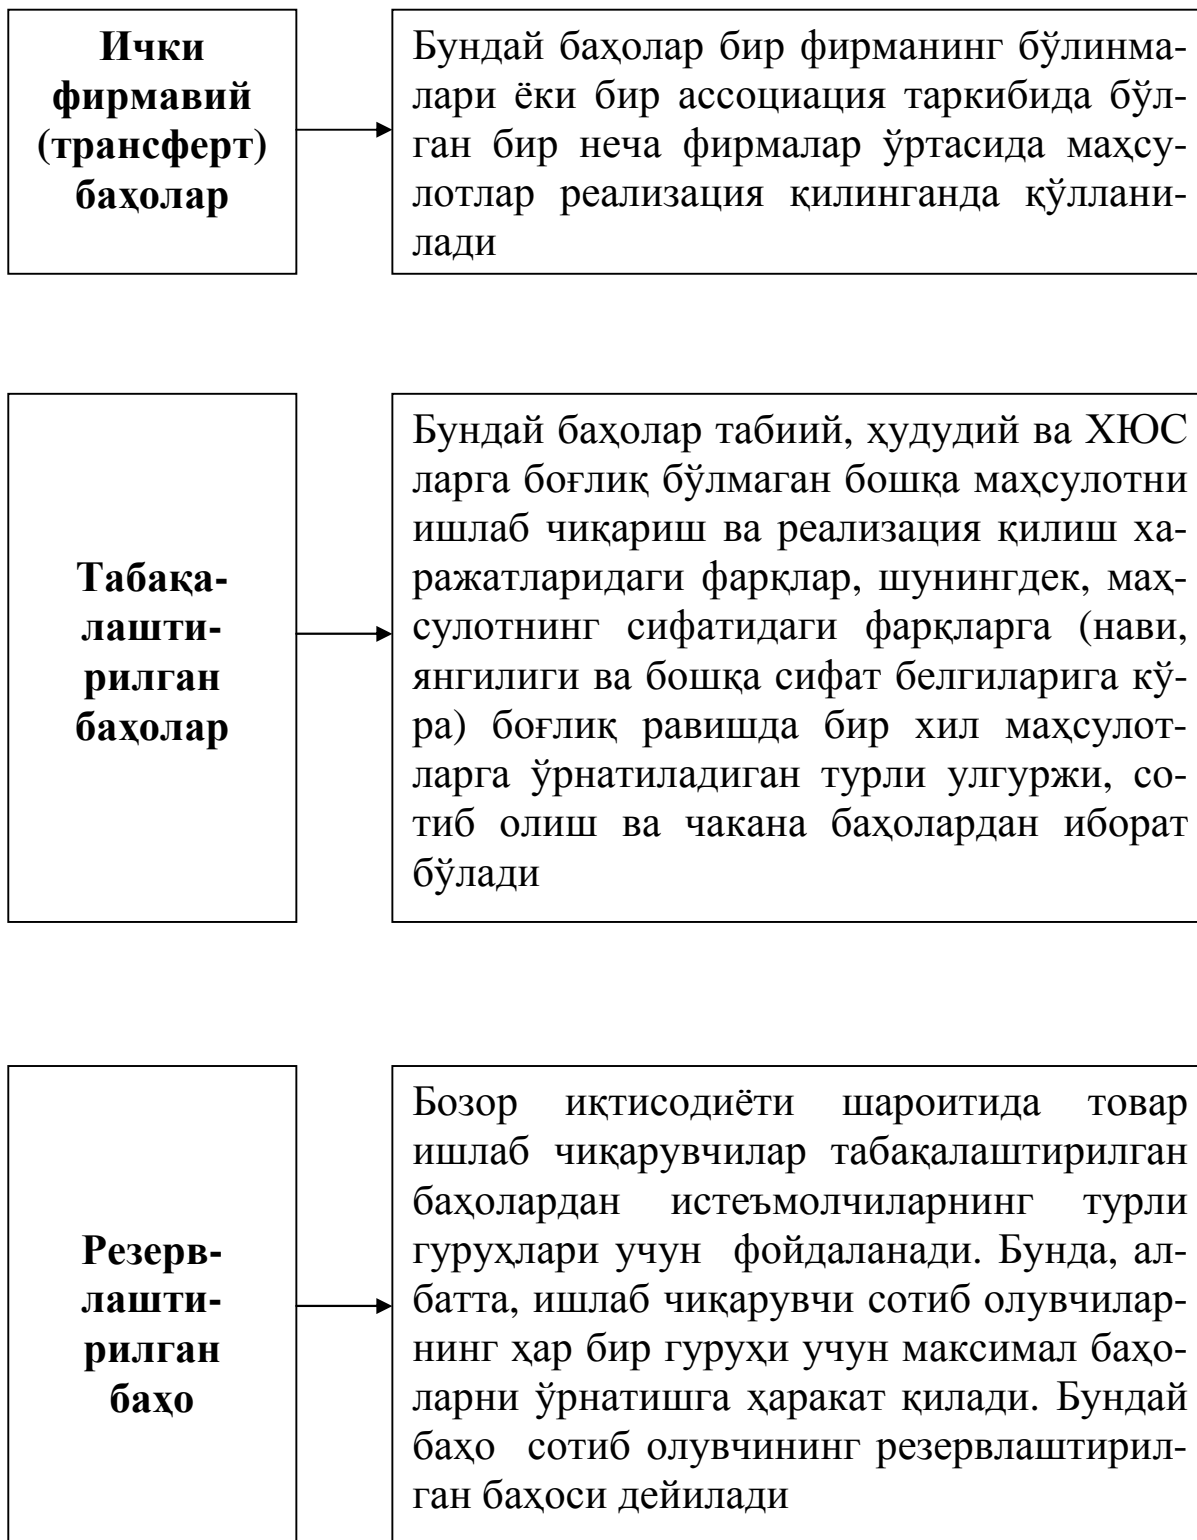 Ички
фирмавий
(трансферт)
баҳолар
Бундай баҳолар бир фирманинг бўлинма-
лари ёки бир ассоциация таркибида бўл-
ган бир неча фирмалар ўртасида маҳсу-
лотлар реализация қилинганда қўллани-
лади
Табақа-
лашти-
рилган
баҳолар
Бундай баҳолар табиий, ҳудудий ва ХЮС
ларга боғлиқ бўлмаган бошқа маҳсулотни
ишлаб чиқариш ва реализация қилиш ха-
ражатларидаги фарқлар, шунингдек, маҳ-
сулотнинг сифатидаги фарқларга (нави,
янгилиги ва бошқа сифат белгиларига кў-
ра) боғлиқ равишда бир хил маҳсулот-
ларга ўрнатиладиган турли улгуржи, со-
тиб олиш ва чакана баҳолардан иборат
бўлади
Резерв-
лашти-
рилган
баҳо
Бозор иқтисодиёти шароитида товар
ишлаб чиқарувчилар табақалаштирилган
баҳолардан истеъмолчиларнинг турли
гуруҳлари учун фойдаланади. Бунда, ал-
батта, ишлаб чиқарувчи сотиб олувчилар-
нинг ҳар бир гуруҳи учун максимал баҳо-
ларни ўрнатишга ҳаракат қилади. Бундай
баҳо сотиб олувчининг резервлаштирил-
ган баҳоси дейилади